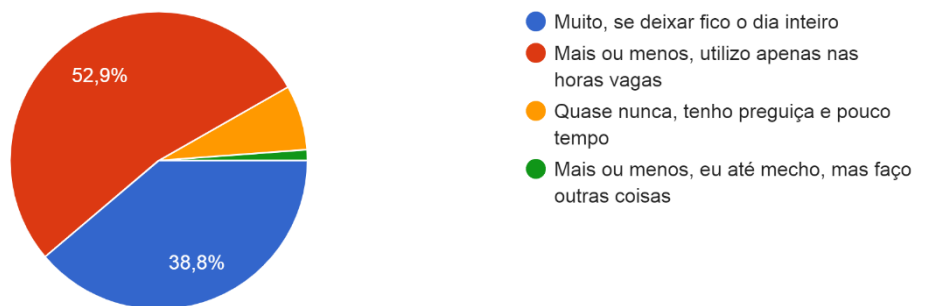 52,9%
38,8%
Muito, se deixar fico o dia inteiro
Mais ou menos, utilizo apenas nas
horas vagas
Quase nunca, tenho preguiça e pouco
tempo
Mais ou menos, eu até mecho, mas faço
outras coisas